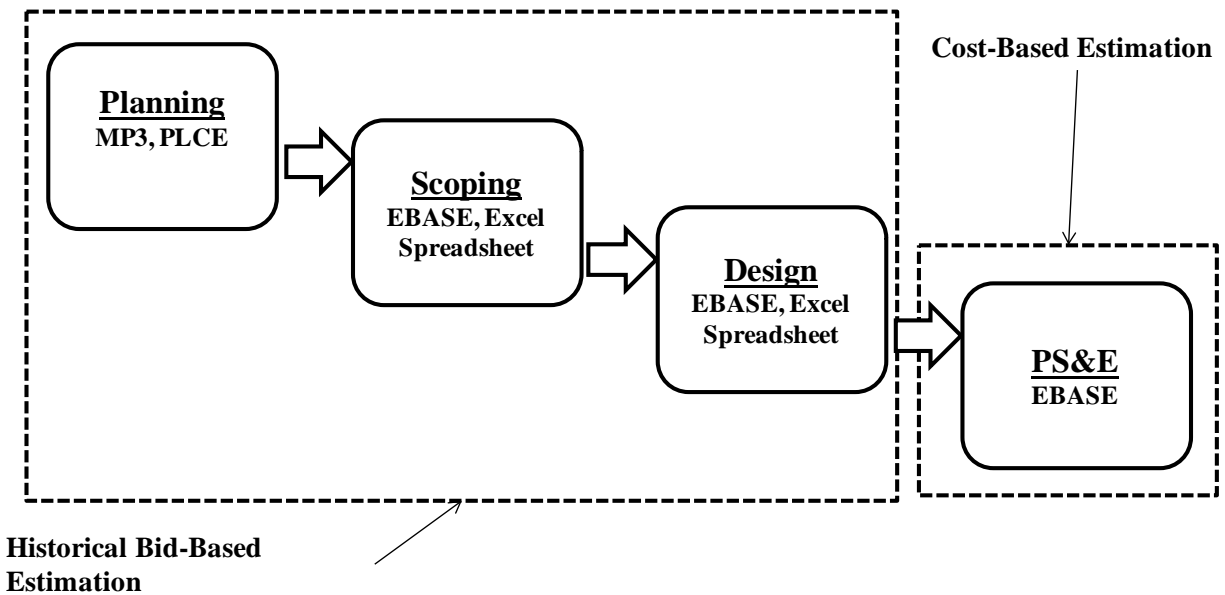 Cost-Based Estimation
Planning
MP3, PLCE
Scoping
EBASE, Excel
Spreadsheet
Design
EBASE, Excel
Spreadsheet
PS&E
EBASE
Historical Bid-Based
Estimation